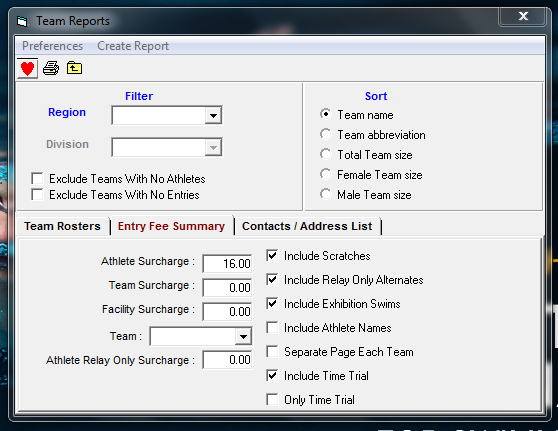 Team Reports
Preferences Create Report
Filter
Region
Division
Exclude Teams With No Athletes
Exclude Teams With No Entries
Sort
Team name
Team abbreviation
Total Team size
Female Team size
Male Team size
Team Rosters Entry Fee Summary Contacts / Address List
Athlete Surcharge : 16.00
Team Surcharge : 0.00
Facility Surcharge : 0.00
Team :
Athlete Relay Only Surcharge : 0.00
Include Scratches
Include Relay Only Alternates
Include Exhibition Swims
Include Athlete Names
Separate Page Each Team
Include Time Trial
Only Time Trial